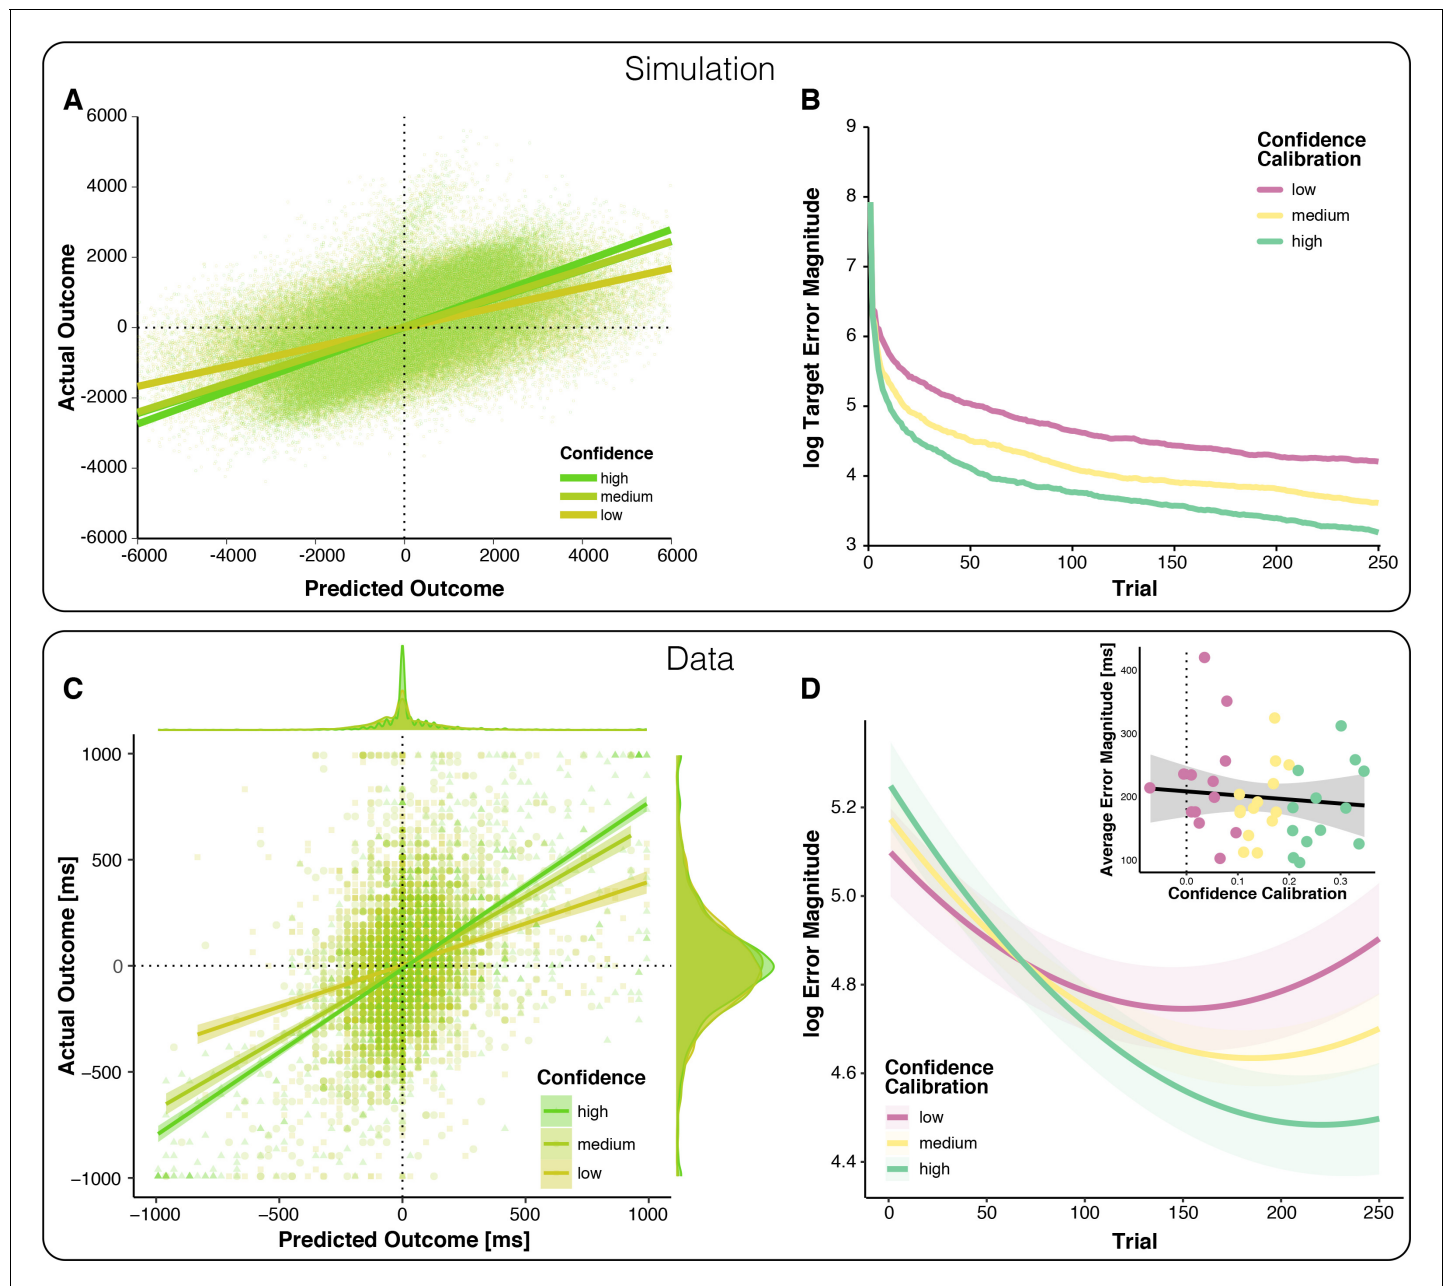 Simulation
A
6000
4000
2000
0
-2000
-4000
-6000
Actual Outcome
-6000
-4000
-2000
0
2000
4000
6000
Predicted Outcome
Confidence
high
medium
low
B
9
8
7
6
5
4
3
log Target Error Magnitude
0
50
100
150
200
250
Trial
Confidence
Calibration
low
medium
high
Data
C
1000
500
0
−500
−1000
Actual Outcome [ms]
−1000
−500
0
500
1000
Predicted Outcome [ms]
Confidence
high
medium
low
D
5.2
5.0
4.8
4.6
4.4
log Error Magnitude
0
50
100
150
200
250
Trial
Confidence
Calibration
low
medium
high
400
300
200
100
Average Error Magnitude [ms]
0.0
0.1
0.2
0.3
Confidence Calibration